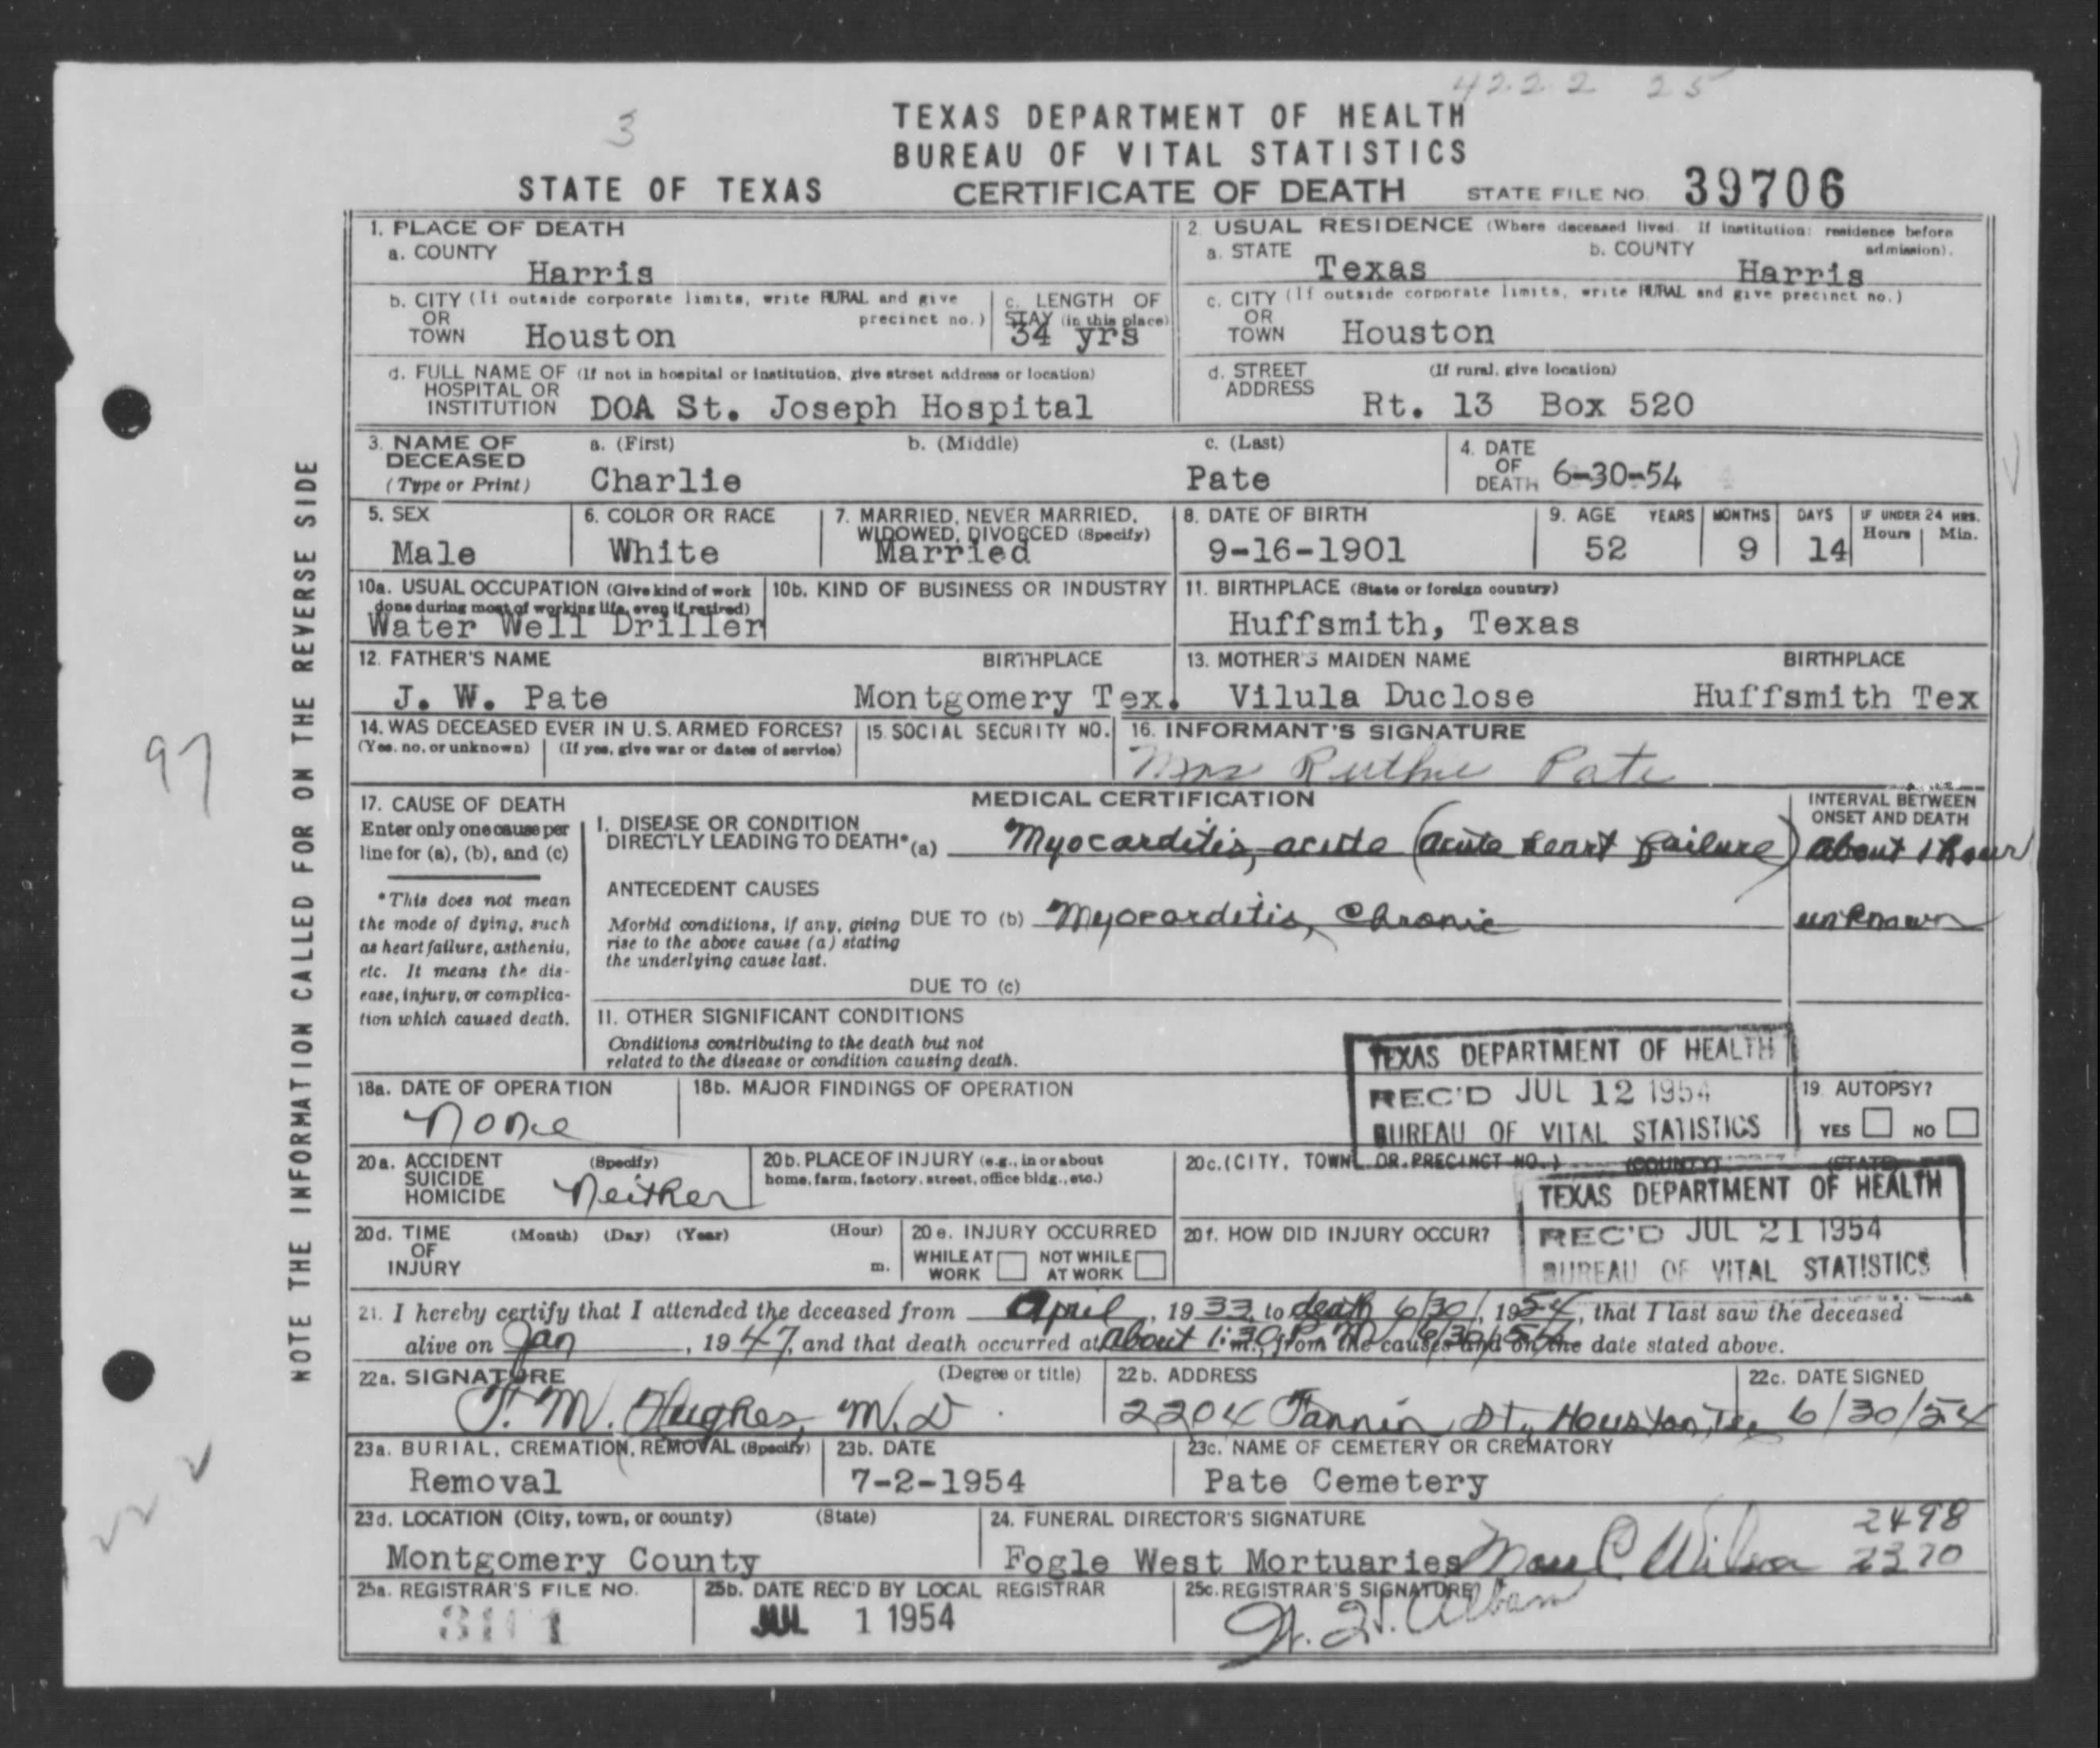 4222 25
3
TEXAS DEPARTMENT OF HEALTH
BUREAU OF VITAL STATISTICS
STATE OF TEXAS CERTIFICATE OF DEATH STATE FILE NO. 39706
NOTE THE INFORMATION CALLED FOR ON THE REVERSE SIDE
1. PLACE OF DEATH
a. COUNTY Harris
2. USUAL RESIDENCE (Where deceased lived. If institution: residence before admission).
a. STATE Texas b. COUNTY Harris
b. CITY (If outside corporate limits, write RURAL and give precinct no.) OR TOWN Houston
c. LENGTH OF STAY (in this place) 34 yrs
c. CITY (If outside corporate limits, write RURAL and give precinct no.) OR TOWN Houston
d. FULL NAME OF HOSPITAL OR INSTITUTION (If not in hospital or institution, give street address or location) DOA St. Joseph Hospital
d. STREET ADDRESS (If rural, give location) Rt. 13 Box 520
3. NAME OF DECEASED (Type or Print) a. (First) Charlie b. (Middle) c. (Last) Pate
4. DATE OF DEATH 6-30-54
5. SEX Male
6. COLOR OR RACE White
7. MARRIED, NEVER MARRIED, WIDOWED, DIVORCED (Specify) Married
8. DATE OF BIRTH 9-16-1901
9. AGE YEARS 52 MONTHS 9 DAYS 14 IF UNDER 24 HRS. Hours Min.
10a. USUAL OCCUPATION (Give kind of work done during most of working life, even if retired) Water Well Driller
10b. KIND OF BUSINESS OR INDUSTRY
11. BIRTHPLACE (State or foreign country) Huffsmith, Texas
12. FATHER'S NAME BIRTHPLACE
J. W. Pate Montgomery Tex.
13. MOTHER'S MAIDEN NAME BIRTHPLACE
Vilula Duclose Huffsmith Tex
14. WAS DECEASED EVER IN U.S. ARMED FORCES?
(Yes, no, or unknown) (If yes, give war or dates of service)
15. SOCIAL SECURITY NO.
16. INFORMANT'S SIGNATURE
Mrs Ruthie Pate
97
17. CAUSE OF DEATH
Enter only one cause per line for (a), (b), and (c)
*This does not mean the mode of dying, such as heart failure, asthenia, etc. It means the disease, injury, or complication which caused death.
MEDICAL CERTIFICATION
INTERVAL BETWEEN ONSET AND DEATH
I. DISEASE OR CONDITION DIRECTLY LEADING TO DEATH* (a) Myocarditis, acute (acute heart failure) about 1 hour
ANTECEDENT CAUSES
Morbid conditions, if any, giving rise to the above cause (a) stating the underlying cause last.
DUE TO (b) Myocarditis, Chronic unknown
DUE TO (c)
II. OTHER SIGNIFICANT CONDITIONS
Conditions contributing to the death but not related to the disease or condition causing death.
TEXAS DEPARTMENT OF HEALTH
REC'D JUL 12 1954
BUREAU OF VITAL STATISTICS
18a. DATE OF OPERATION None
18b. MAJOR FINDINGS OF OPERATION
19. AUTOPSY?
YES NO
20a. ACCIDENT SUICIDE HOMICIDE (Specify) Neither
20b. PLACE OF INJURY (e.g., in or about home, farm, factory, street, office bldg., etc.)
20c. (CITY, TOWN, OR PRECINCT NO.) (COUNTY) (STATE)
TEXAS DEPARTMENT OF HEALTH
REC'D JUL 21 1954
BUREAU OF VITAL STATISTICS
20d. TIME OF INJURY (Month) (Day) (Year) (Hour) m.
20e. INJURY OCCURRED
WHILE AT WORK NOT WHILE AT WORK
20f. HOW DID INJURY OCCUR?
21. I hereby certify that I attended the deceased from April, 1933, to death 6/30/, 1954, that I last saw the deceased
alive on Jan, 1947, and that death occurred at about 1:30 P.M. 6/30/54 m., from the causes and on the date stated above.
22a. SIGNATURE (Degree or title) 22b. ADDRESS 22c. DATE SIGNED
T. M. Hughes, M.D. 2204 Fannin St., Houston, Tex 6/30/54
23a. BURIAL, CREMATION, REMOVAL (Specify) Removal
23b. DATE 7-2-1954
23c. NAME OF CEMETERY OR CREMATORY Pate Cemetery
23d. LOCATION (City, town, or county) (State) Montgomery County
24. FUNERAL DIRECTOR'S SIGNATURE 2498
Fogle West Mortuaries Wilson 2370
25a. REGISTRAR'S FILE NO.
25b. DATE REC'D BY LOCAL REGISTRAR JUL 1 1954
25c. REGISTRAR'S SIGNATURE